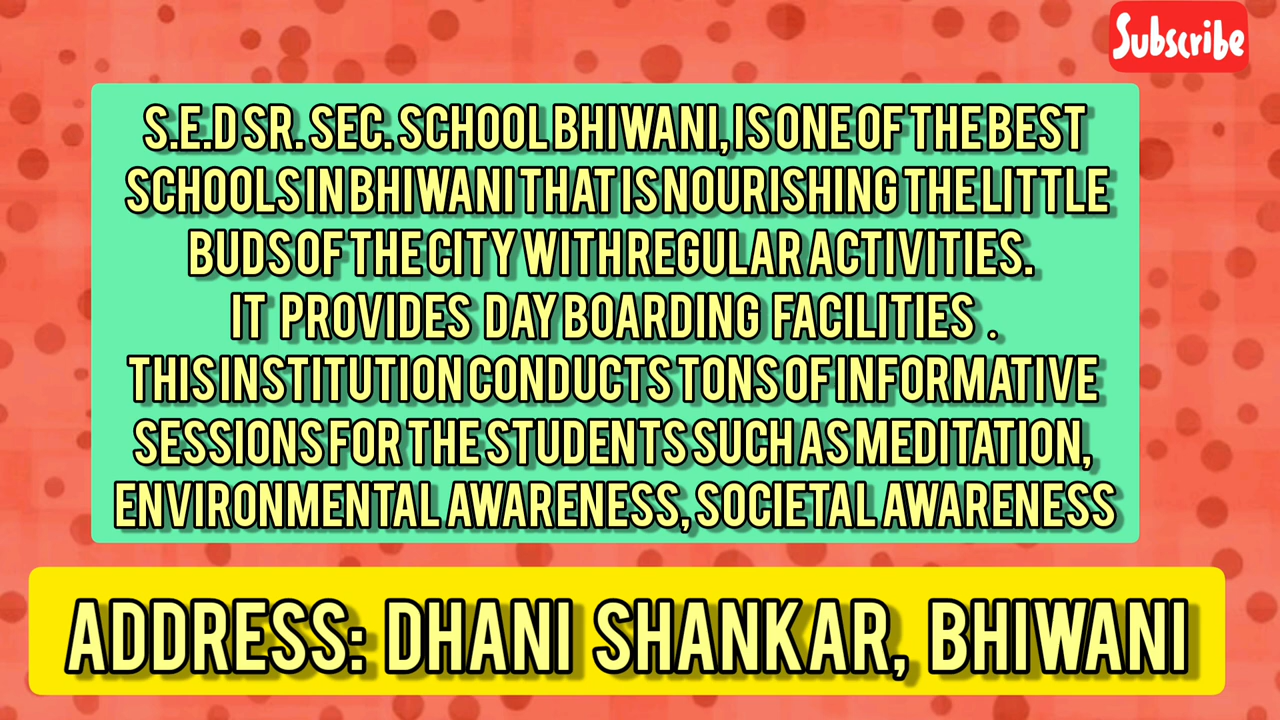 Subscribe
S.E.D SR. SEC. SCHOOL BHIWANI, IS ONE OF THE BEST
SCHOOLS IN BHIWANI THAT IS NOURISHING THE LITTLE
BUDS OF THE CITY WITH REGULAR ACTIVITIES.
IT PROVIDES DAY BOARDING FACILITIES .
THIS INSTITUTION CONDUCTS TONS OF INFORMATIVE
SESSIONS FOR THE STUDENTS SUCH AS MEDITATION,
ENVIRONMENTAL AWARENESS, SOCIETAL AWARENESS
ADDRESS: DHANI SHANKAR, BHIWANI